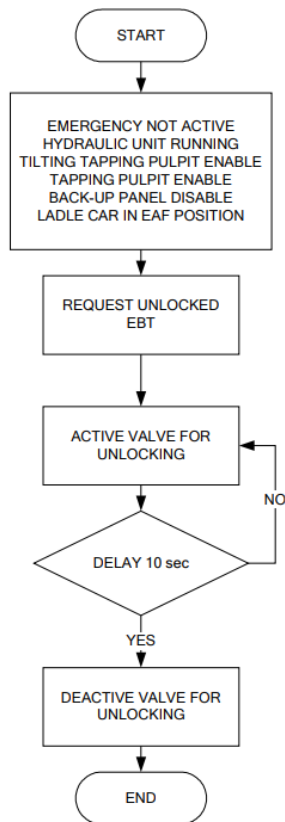 START
EMERGENCY NOT ACTIVE
HYDRAULIC UNIT RUNNING
TILTING TAPPING PULPIT ENABLE
TAPPING PULPIT ENABLE
BACK-UP PANEL DISABLE
LADLE CAR IN EAF POSITION
REQUEST UNLOCKED
EBT
ACTIVE VALVE FOR
UNLOCKING
NO
DELAY 10 sec
YES
DEACTIVE VALVE FOR
UNLOCKING
END